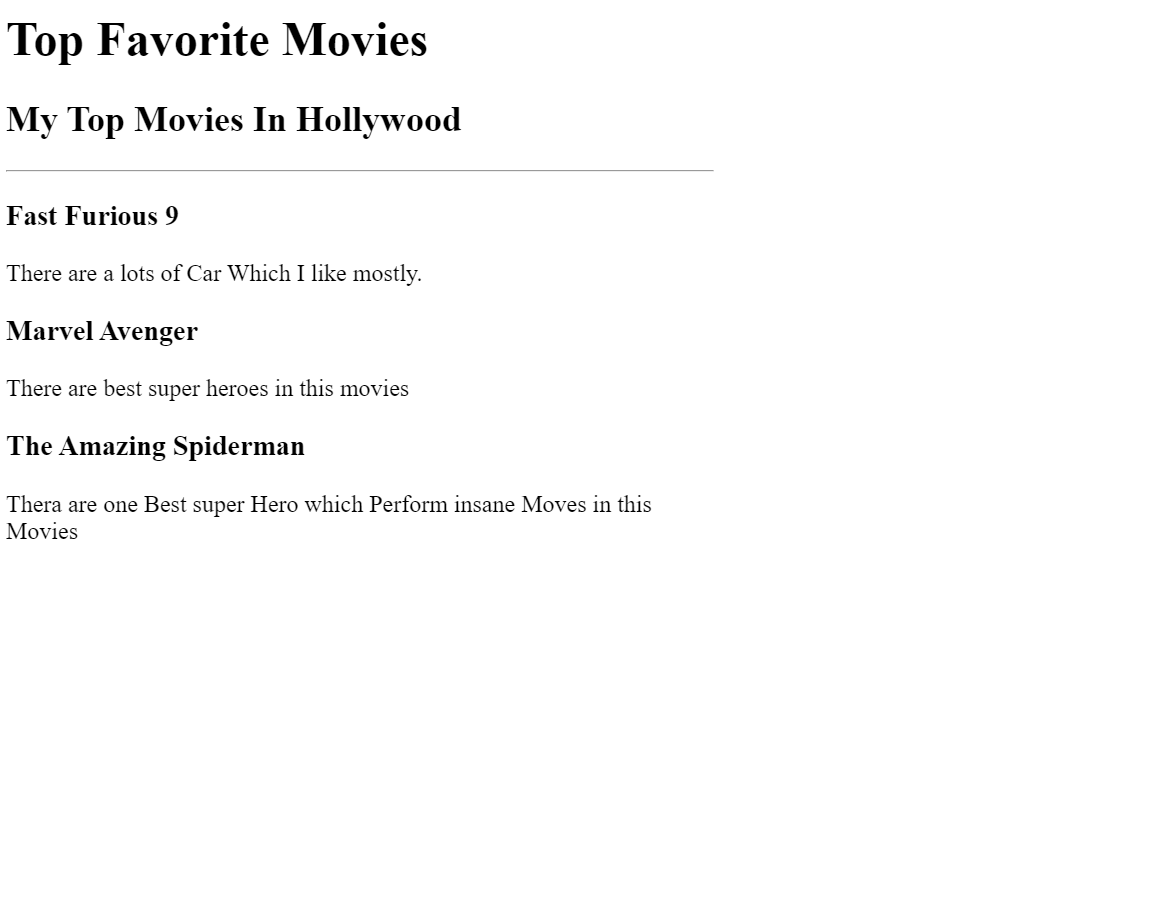 Top Favorite Movies
My Top Movies In Hollywood
Fast Furious 9
There are a lots of Car Which I like mostly.
Marvel Avenger
There are best super heroes in this movies
The Amazing Spiderman
Thera are one Best super Hero which Perform insane Moves in this
Movies